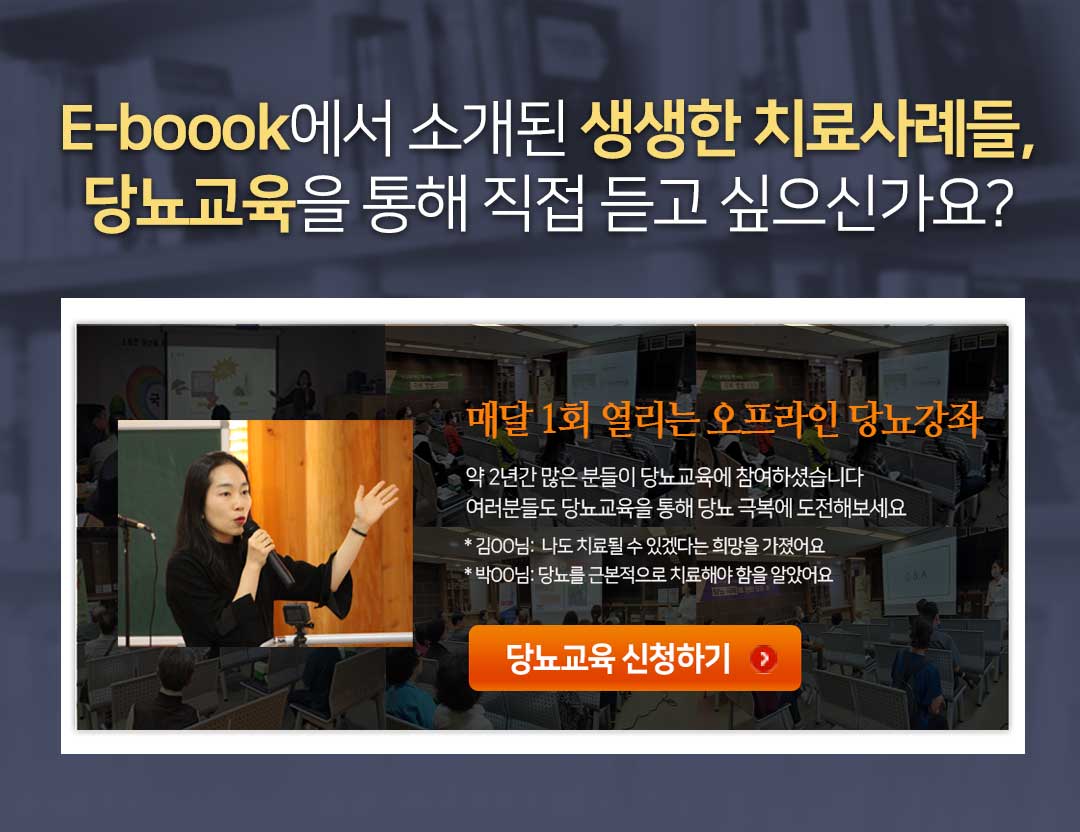 E-boook에서 소개된 생생한 치료사례들,
당뇨교육을 통해 직접 듣고 싶으신가요?
매달 1회 열리는 오프라인 당뇨강좌
약 2년간 많은 분들이 당뇨교육에 참여하셨습니다
여러분들도 당뇨교육을 통해 당뇨 극복에 도전해보세요
* 김OO님: 나도 치료될 수 있겠다는 희망을 가졌어요
* 박OO님: 당뇨를 근본적으로 치료해야 함을 알았어요
Q & A
당뇨교육 신청하기